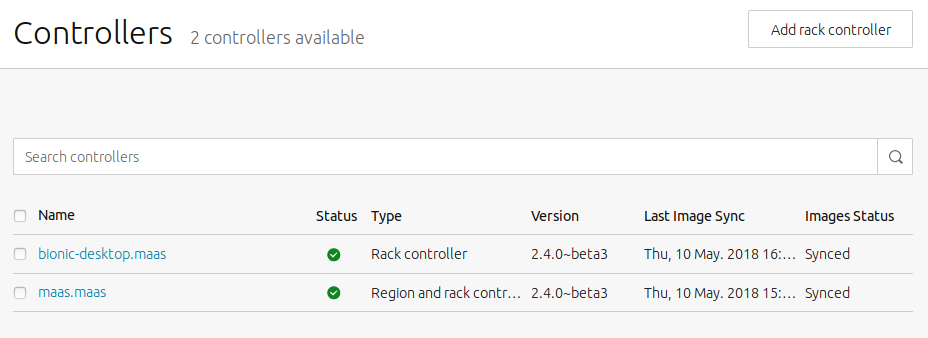 Controllers 2 controllers available Add rack controller
Search controllers
Name Status Type Version Last Image Sync Images Status
bionic-desktop.maas Rack controller 2.4.0~beta3 Thu, 10 May. 2018 16:... Synced
maas.maas Region and rack contr... 2.4.0~beta3 Thu, 10 May. 2018 15:... Synced